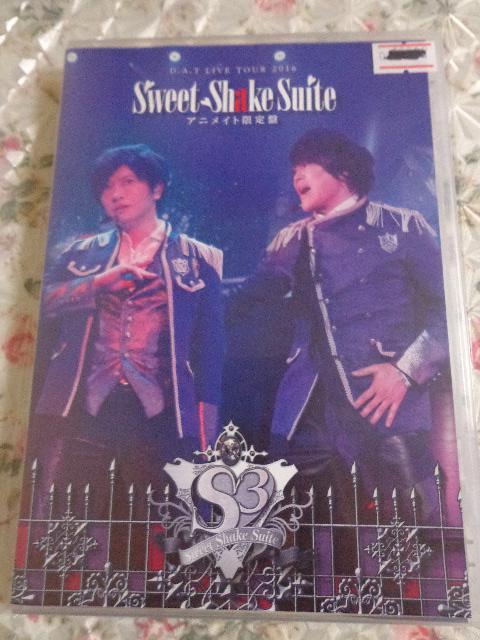 D.A.T LIVE TOUR 2016
Sweet-Shake Suite
アニメイト限定盤
S3
Sweet Shake Suite